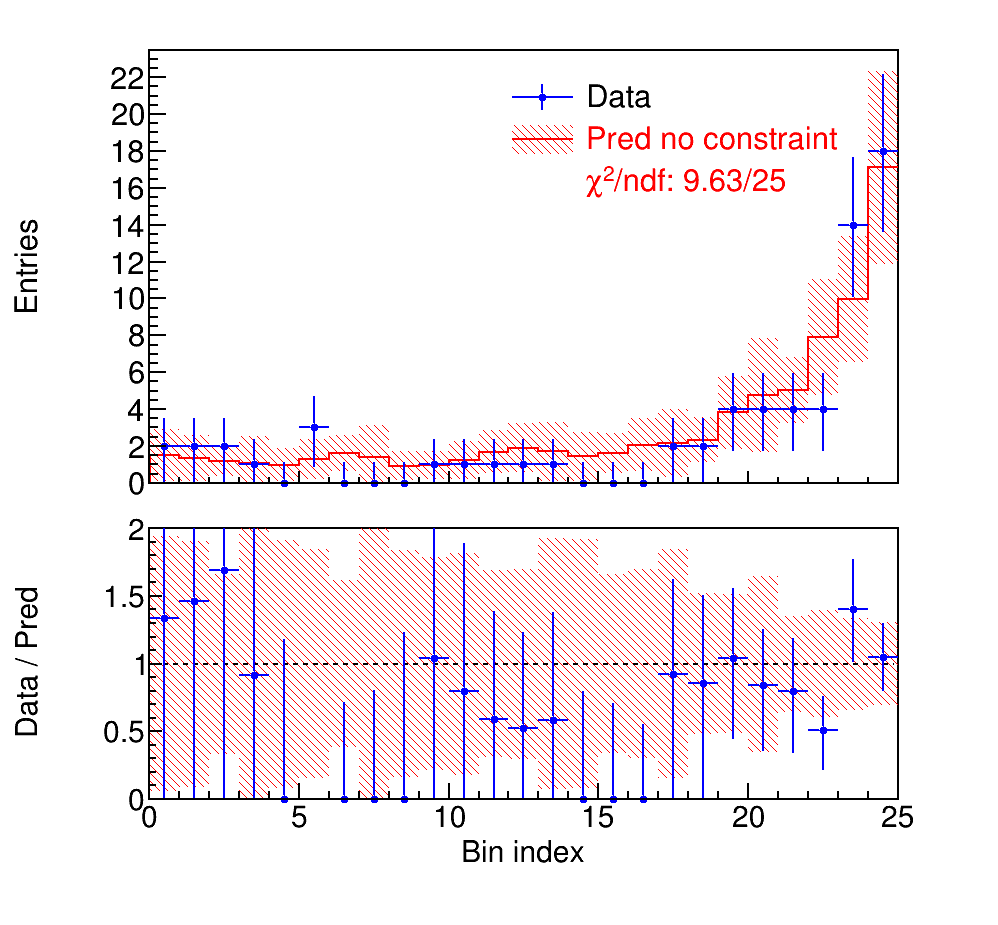 Entries
22
20
18
16
14
12
10
8
6
4
2
0
Data
Pred no constraint
χ²/ndf: 9.63/25
Data / Pred
2
1.5
1
0.5
0
0 5 10 15 20 25
Bin index